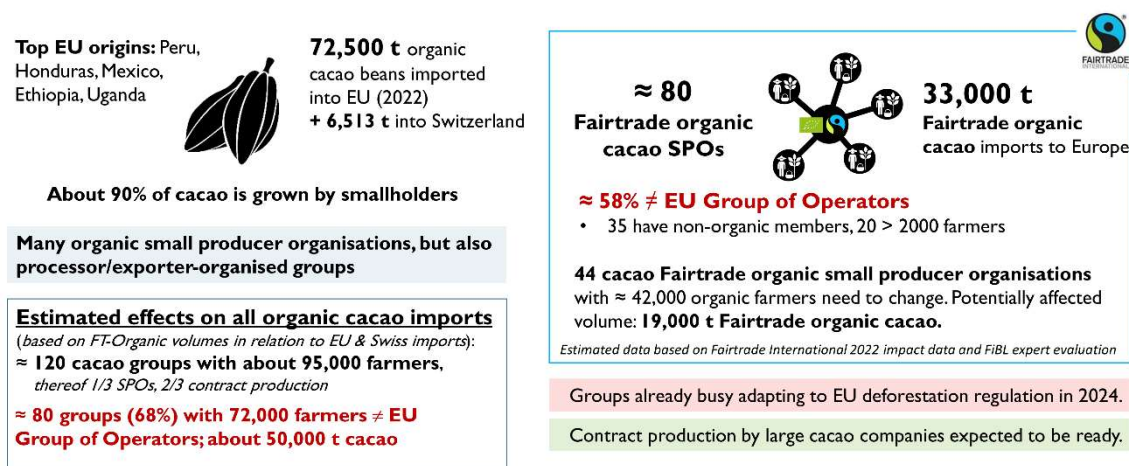 Top EU origins: Peru,
Honduras, Mexico,
Ethiopia, Uganda
72,500 t organic
cacao beans imported
into EU (2022)
+ 6,513 t into Switzerland
About 90% of cacao is grown by smallholders
Many organic small producer organisations, but also
processor/exporter-organised groups
Estimated effects on all organic cacao imports
(based on FT-Organic volumes in relation to EU & Swiss imports):
≈ 120 cacao groups with about 95,000 farmers,
thereof 1/3 SPOs, 2/3 contract production
≈ 80 groups (68%) with 72,000 farmers ≠ EU
Group of Operators; about 50,000 t cacao
FAIRTRADE
INTERNATIONAL
≈ 80
Fairtrade organic
cacao SPOs
33,000 t
Fairtrade organic
cacao imports to Europe
≈ 58% ≠ EU Group of Operators
• 35 have non-organic members, 20 > 2000 farmers
44 cacao Fairtrade organic small producer organisations
with ≈ 42,000 organic farmers need to change. Potentially affected
volume: 19,000 t Fairtrade organic cacao.
Estimated data based on Fairtrade International 2022 impact data and FiBL expert evaluation
Groups already busy adapting to EU deforestation regulation in 2024.
Contract production by large cacao companies expected to be ready.